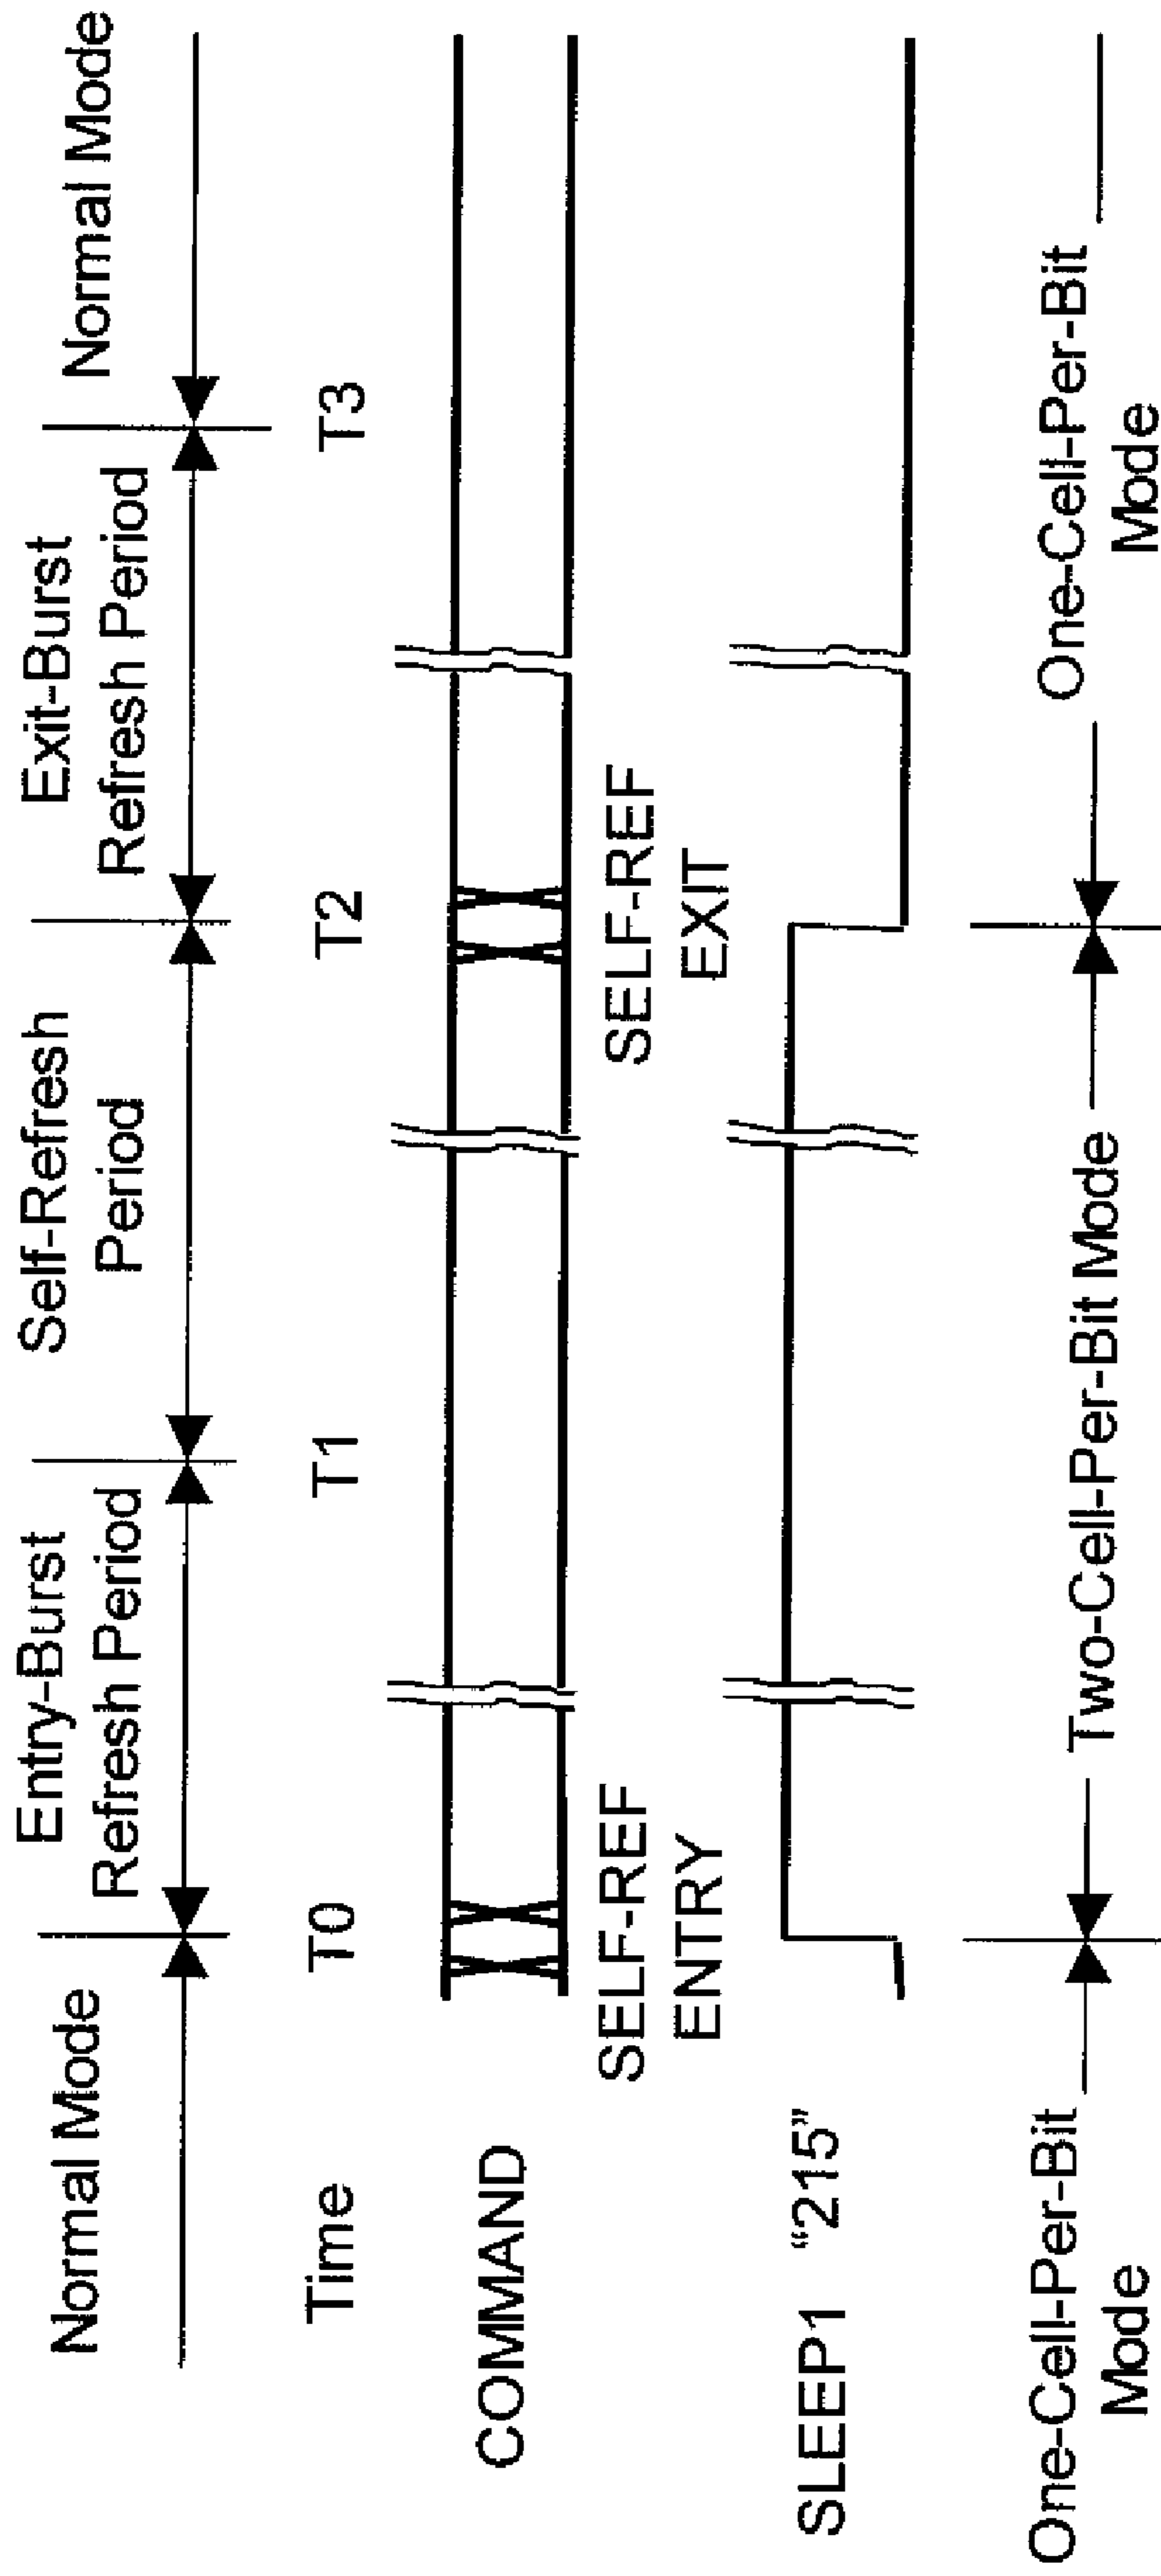 Normal Mode
Entry-Burst
Refresh Period
Self-Refresh
Period
Exit-Burst
Refresh Period
Normal Mode
Time
T0
T1
T2
T3
COMMAND
SELF-REF
ENTRY
SELF-REF
EXIT
SLEEP1 “215”
One-Cell-Per-Bit
Mode
Two-Cell-Per-Bit Mode
One-Cell-Per-Bit
Mode